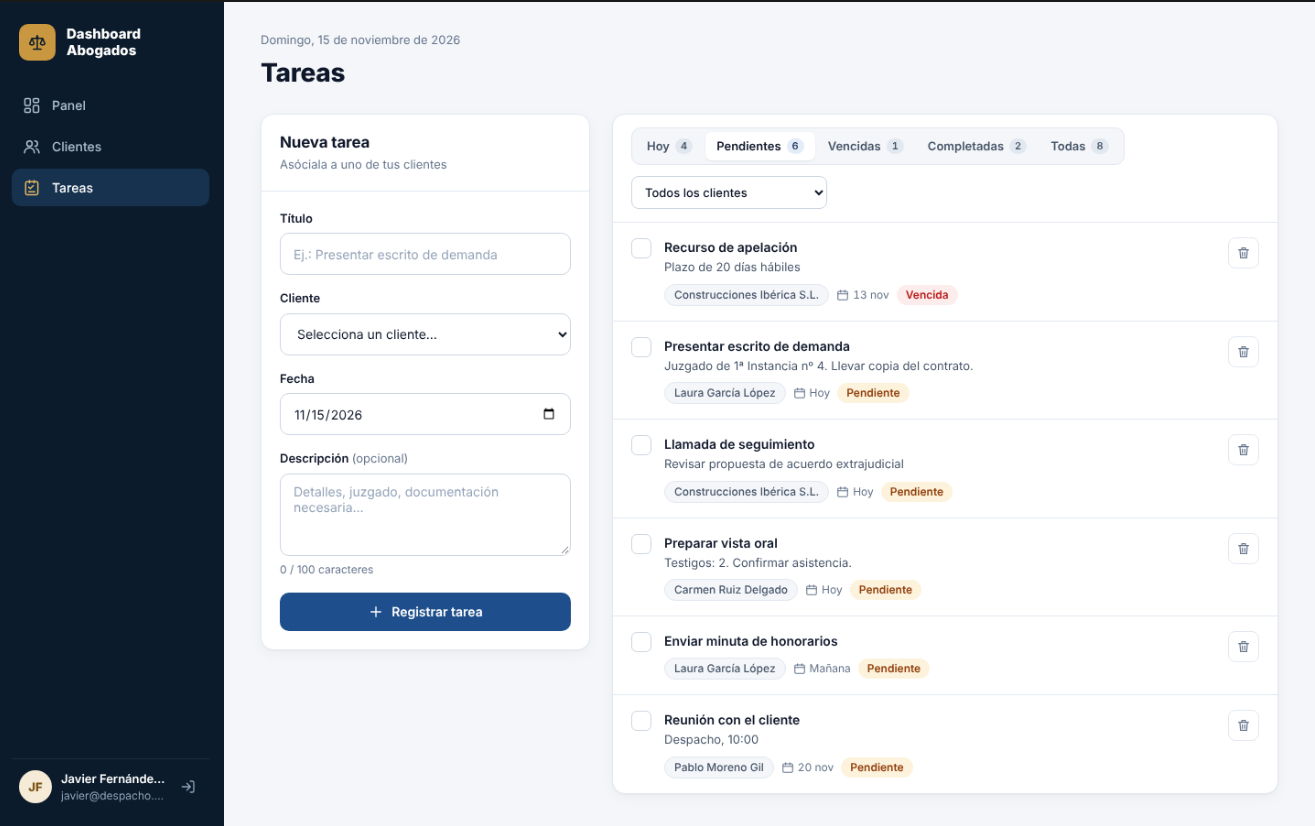 Dashboard
Abogados
Panel
Clientes
Tareas
JF
Javier Fernánde...
javier@despacho....
Domingo, 15 de noviembre de 2026
Tareas
Nueva tarea
Asóciala a uno de tus clientes
Título
Ej.: Presentar escrito de demanda
Cliente
Selecciona un cliente...
Fecha
11/15/2026
Descripción (opcional)
Detalles, juzgado, documentación
necesaria...
0 / 100 caracteres
+ Registrar tarea
Hoy 4 Pendientes 6 Vencidas 1 Completadas 2 Todas 8
Todos los clientes
Recurso de apelación
Plazo de 20 días hábiles
Construcciones Ibérica S.L. 13 nov Vencida
Presentar escrito de demanda
Juzgado de 1ª Instancia nº 4. Llevar copia del contrato.
Laura García López Hoy Pendiente
Llamada de seguimiento
Revisar propuesta de acuerdo extrajudicial
Construcciones Ibérica S.L. Hoy Pendiente
Preparar vista oral
Testigos: 2. Confirmar asistencia.
Carmen Ruiz Delgado Hoy Pendiente
Enviar minuta de honorarios
Laura García López Mañana Pendiente
Reunión con el cliente
Despacho, 10:00
Pablo Moreno Gil 20 nov Pendiente